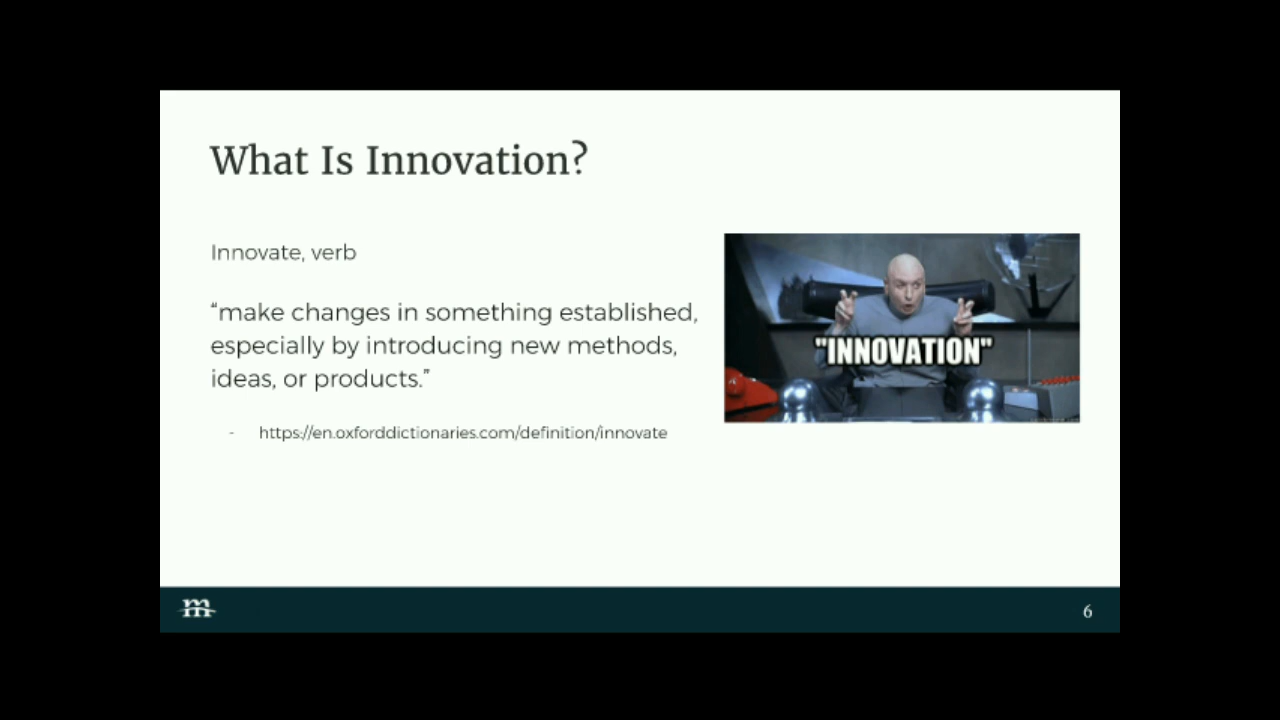 What Is Innovation?
Innovate, verb
“make changes in something established,
especially by introducing new methods,
ideas, or products.”
- https://en.oxforddictionaries.com/definition/innovate
"INNOVATION"
m
6